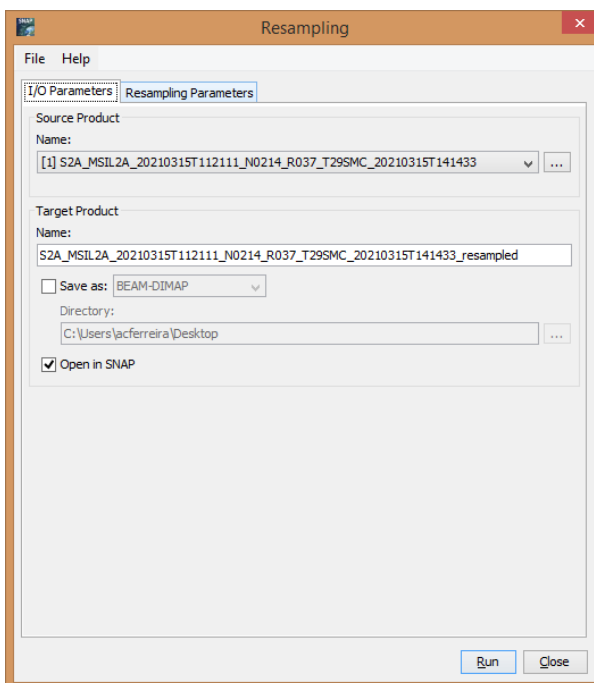 SNAP
Resampling
File Help
I/O Parameters Resampling Parameters
Source Product
Name:
[1] S2A_MSIL2A_20210315T112111_N0214_R037_T29SMC_20210315T141433 ...
Target Product
Name:
S2A_MSIL2A_20210315T112111_N0214_R037_T29SMC_20210315T141433_resampled
Save as: BEAM-DIMAP
Directory:
C:\Users\acferreira\Desktop ...
Open in SNAP
Run Close